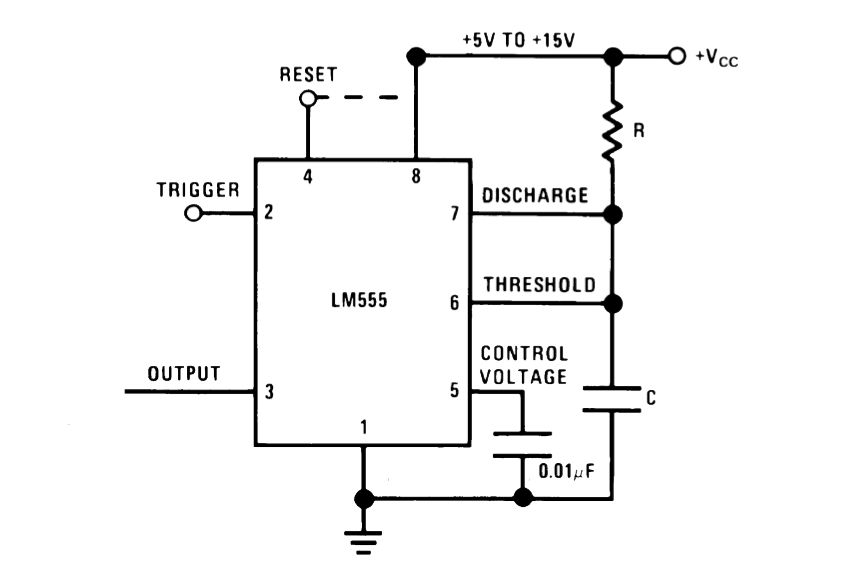 +5V TO +15V
+VCC
RESET
R
4
8
TRIGGER
2
7
DISCHARGE
LM555
6
THRESHOLD
OUTPUT
3
5
CONTROL
VOLTAGE
C
1
0.01μF